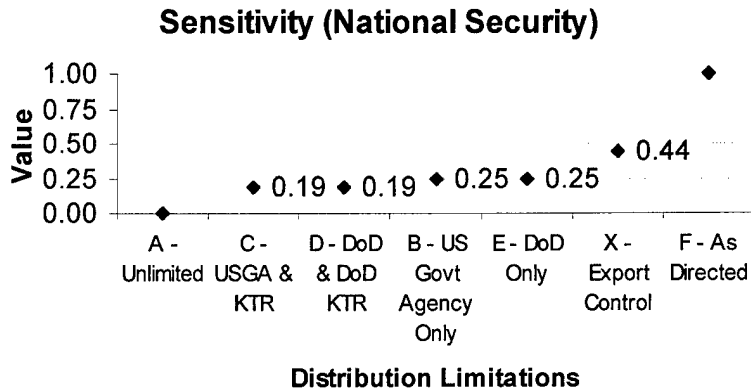 Sensitivity (National Security)
Value
1.00
0.75
0.50
0.25
0.00
0.19
0.19
0.25
0.25
0.44
A - Unlimited
C - USGA & KTR
D - DoD & DoD KTR
B - US Govt Agency Only
E - DoD Only
X - Export Control
F - As Directed
Distribution Limitations